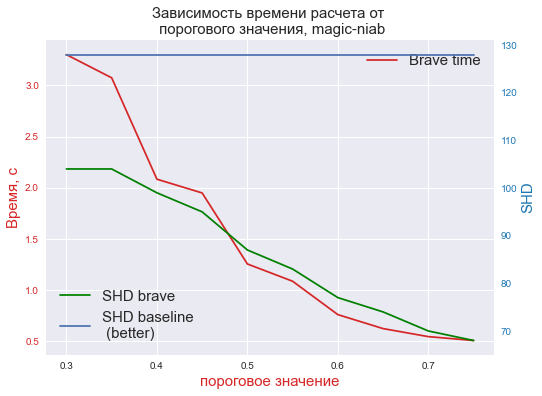 Зависимость времени расчета от
порогового значения, magic-niab
Brave time
Время, с
3.0
2.5
2.0
1.5
1.0
0.5
130
120
110
100
90
80
70
SHD
SHD brave
SHD baseline
(better)
0.3 0.4 0.5 0.6 0.7
пороговое значение